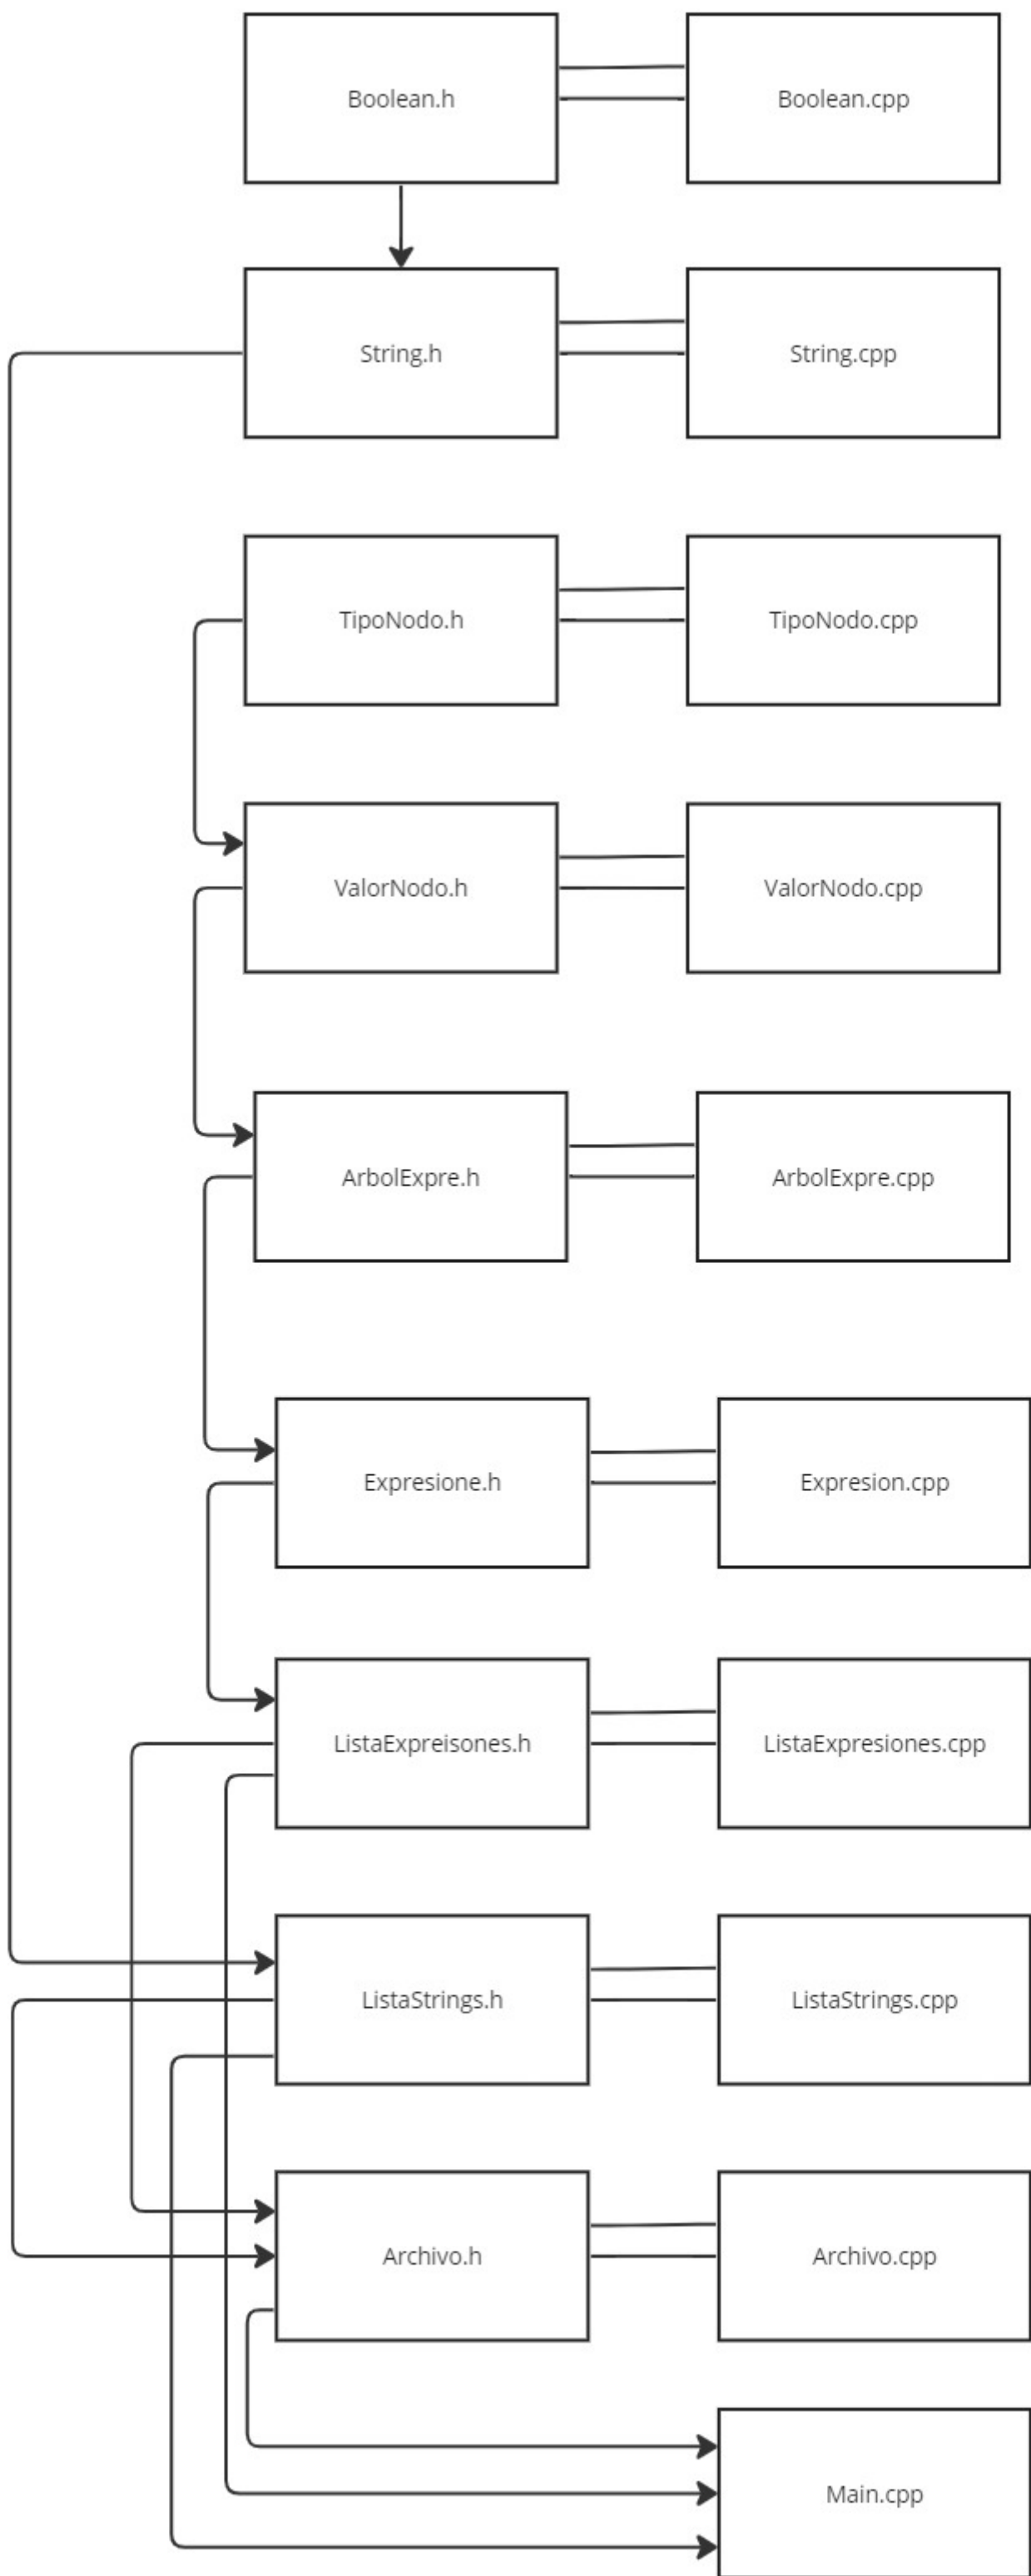 Boolean.h
Boolean.cpp
String.h
String.cpp
TipoNodo.h
TipoNodo.cpp
ValorNodo.h
ValorNodo.cpp
ArbolExpre.h
ArbolExpre.cpp
Expresione.h
Expresion.cpp
ListaExpreisones.h
ListaExpresiones.cpp
ListaStrings.h
ListaStrings.cpp
Archivo.h
Archivo.cpp
Main.cpp